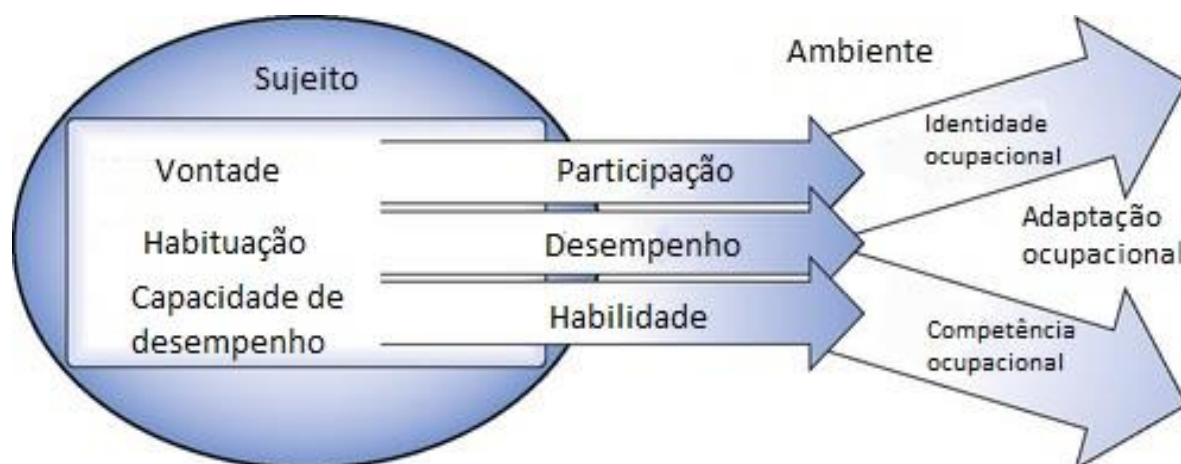 Sujeito
Vontade
Habituação
Capacidade de
desempenho
Participação
Desempenho
Habilidade
Ambiente
Identidade
ocupacional
Adaptação
ocupacional
Competência
ocupacional